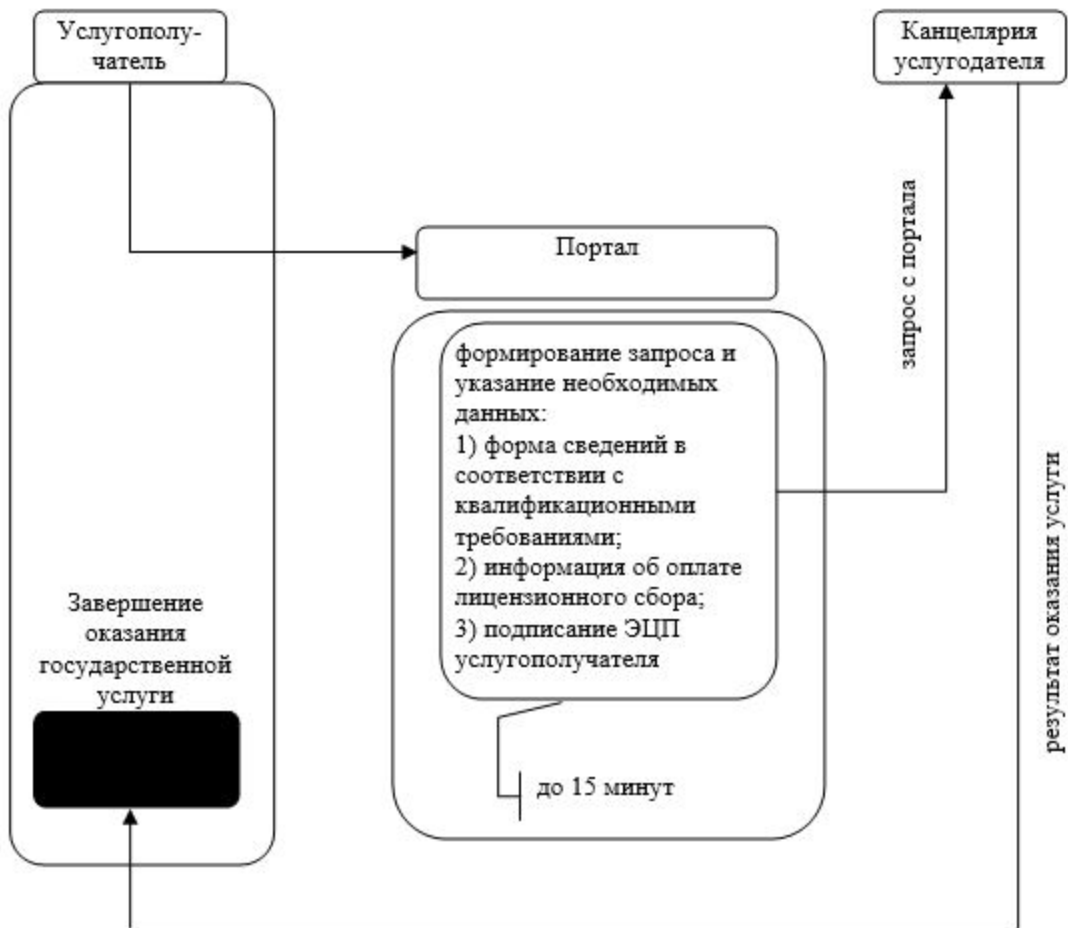 Услугополу-
чатель
Канцелярия
услугодателя
Портал
запрос с портала
формирование запроса и
указание необходимых
данных:
1) форма сведений в
соответствии с
квалификационными
требованиями;
2) информация об оплате
лицензионного сбора;
3) подписание ЭЦП
услугополучателя
результат оказания услуги
Завершение
оказания
государственной
услуги
до 15 минут